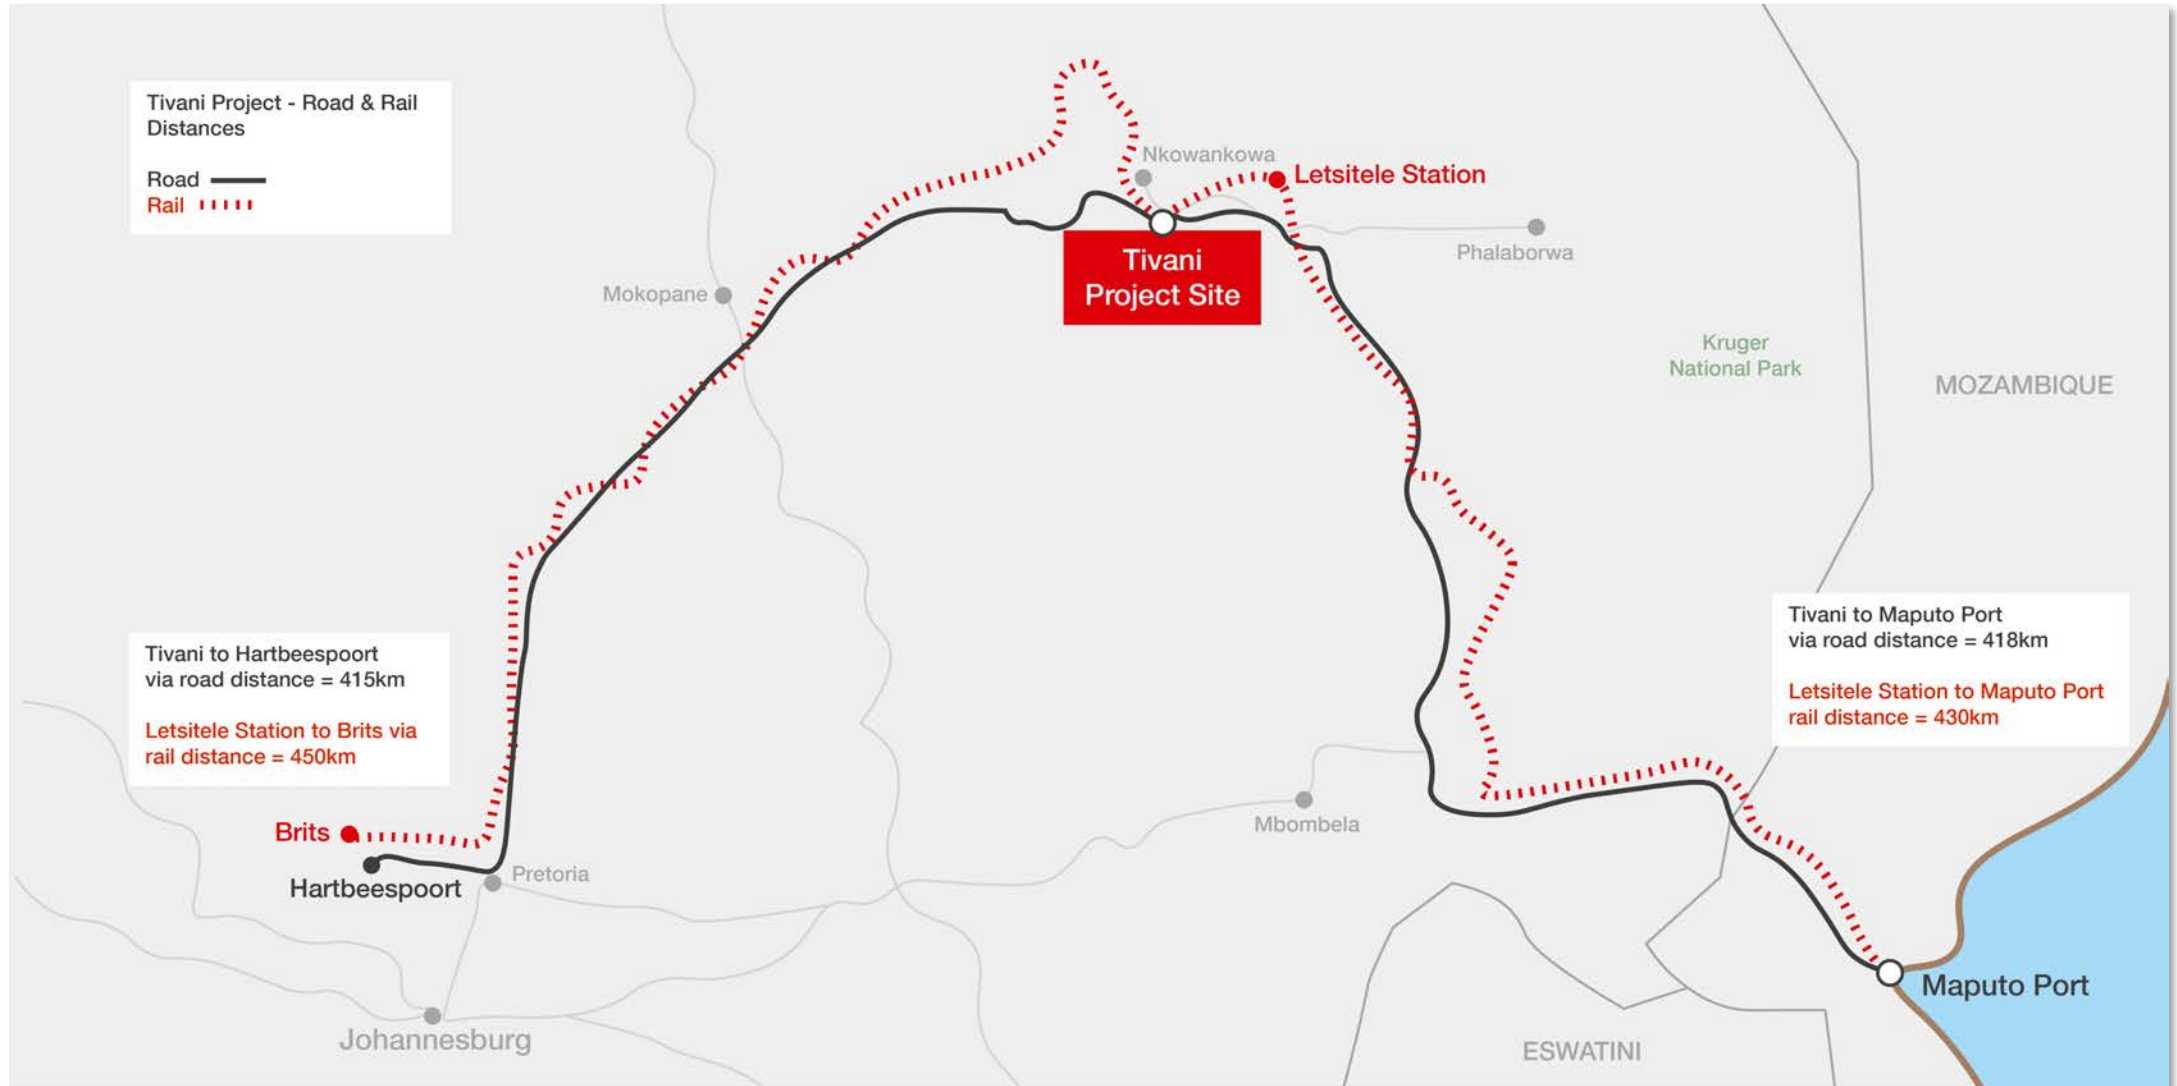 Tivani Project - Road & Rail
Distances
Road
Rail
Nkowankowa
Letsitele Station
Phalaborwa
Tivani
Project Site
Mokopane
Kruger
National Park
MOZAMBIQUE
Tivani to Hartbeespoort
via road distance = 415km
Letsitele Station to Brits via
rail distance = 450km
Tivani to Maputo Port
via road distance = 418km
Letsitele Station to Maputo Port
rail distance = 430km
Brits
Hartbeespoort
Pretoria
Mbombela
Maputo Port
Johannesburg
ESWATINI